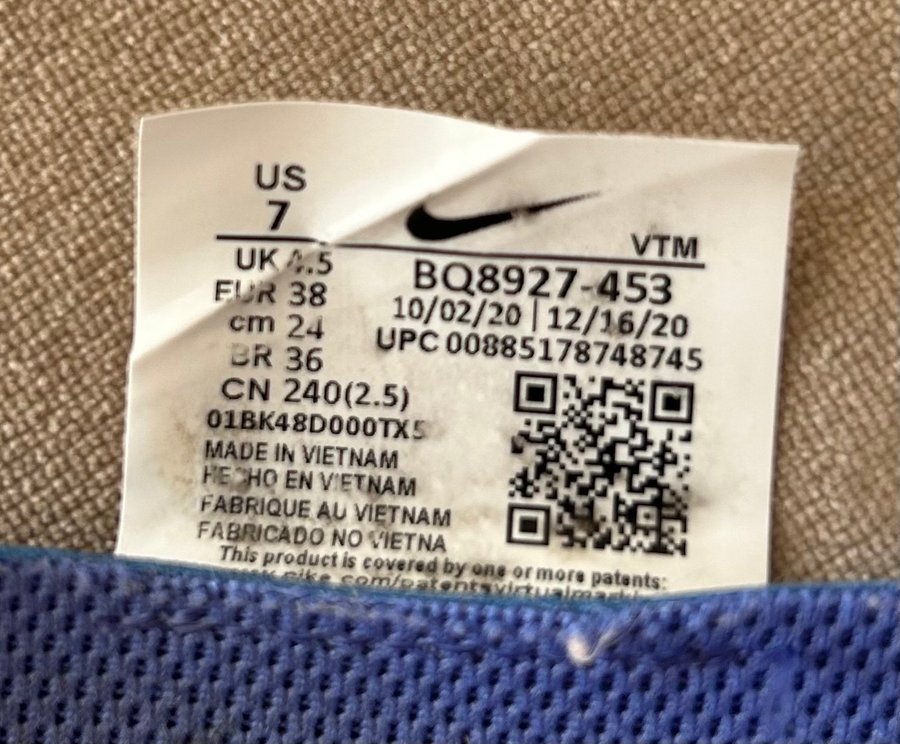 US
7
VTM
UK 4.5
EUR 38
cm 24
BR 36
CN 240(2.5)
BQ8927-453
10/02/20 | 12/16/20
UPC 00885178748745
01BK48D000TX5
MADE IN VIETNAM
HECHO EN VIETNAM
FABRIQUE AU VIETNAM
FABRICADO NO VIETNA
This product is covered by one or more patents: